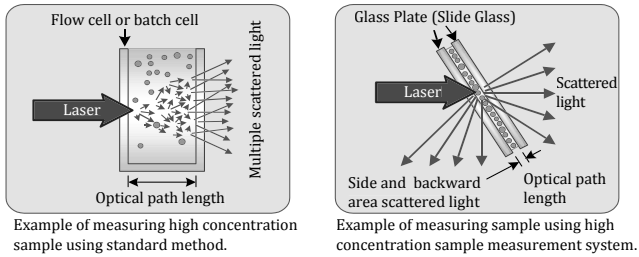 Flow cell or batch cell
Laser
Multiple scattered light
Optical path length
Example of measuring high concentration
sample using standard method.
Glass Plate (Slide Glass)
Laser
Scattered
light
Side and backward
area scattered light
Optical path
length
Example of measuring sample using high
concentration sample measurement system.